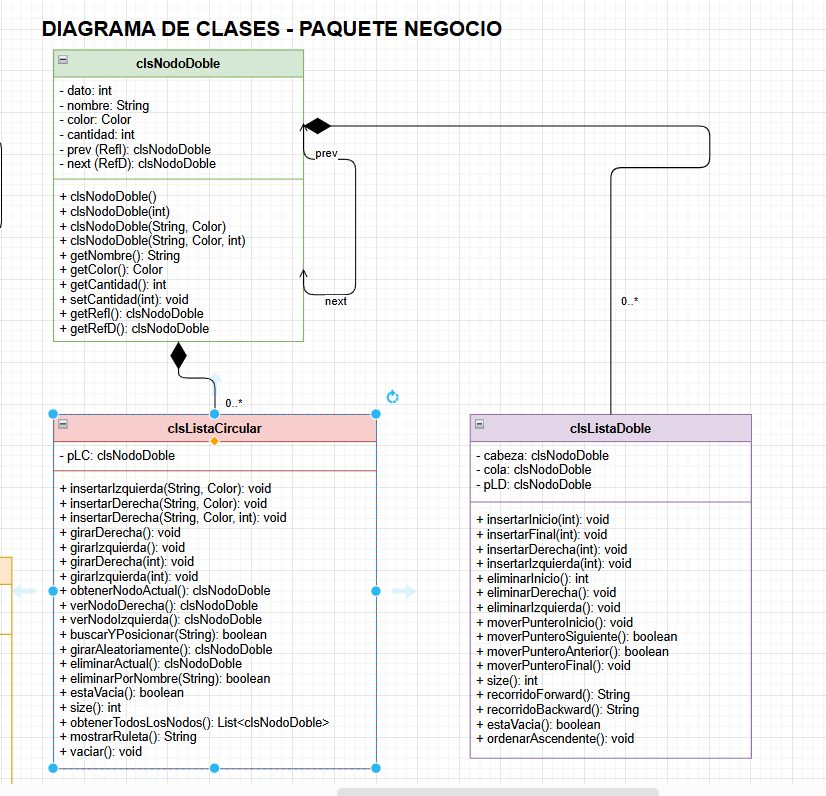 DIAGRAMA DE CLASES - PAQUETE NEGOCIO
clsNodoDoble
- dato: int
- nombre: String
- color: Color
- cantidad: int
- prev (RefI): clsNodoDoble
- next (RefD): clsNodoDoble
+ clsNodoDoble()
+ clsNodoDoble(int)
+ clsNodoDoble(String, Color)
+ clsNodoDoble(String, Color, int)
+ getNombre(): String
+ getColor(): Color
+ getCantidad(): int
+ setCantidad(int): void
+ getRefI(): clsNodoDoble
+ getRefD(): clsNodoDoble
prev
next
0..*
0..*
clsListaCircular
- pLC: clsNodoDoble
+ insertarIzquierda(String, Color): void
+ insertarDerecha(String, Color): void
+ insertarDerecha(String, Color, int): void
+ girarDerecha(): void
+ girarIzquierda(): void
+ girarDerecha(int): void
+ girarIzquierda(int): void
+ obtenerNodoActual(): clsNodoDoble
+ verNodoDerecha(): clsNodoDoble
+ verNodoIzquierda(): clsNodoDoble
+ buscarYPosicionar(String): boolean
+ girarAleatoriamente(): clsNodoDoble
+ eliminarActual(): clsNodoDoble
+ eliminarPorNombre(String): boolean
+ estaVacia(): boolean
+ size(): int
+ obtenerTodosLosNodos(): List<clsNodoDoble>
+ mostrarRuleta(): String
+ vaciar(): void
clsListaDoble
- cabeza: clsNodoDoble
- cola: clsNodoDoble
- pLD: clsNodoDoble
+ insertarInicio(int): void
+ insertarFinal(int): void
+ insertarDerecha(int): void
+ insertarIzquierda(int): void
+ eliminarInicio(): int
+ eliminarDerecha(): void
+ eliminarIzquierda(): void
+ moverPunteroInicio(): void
+ moverPunteroSiguiente(): boolean
+ moverPunteroAnterior(): boolean
+ moverPunteroFinal(): void
+ size(): int
+ recorridoForward(): String
+ recorridoBackward(): String
+ estaVacia(): boolean
+ ordenarAscendente(): void